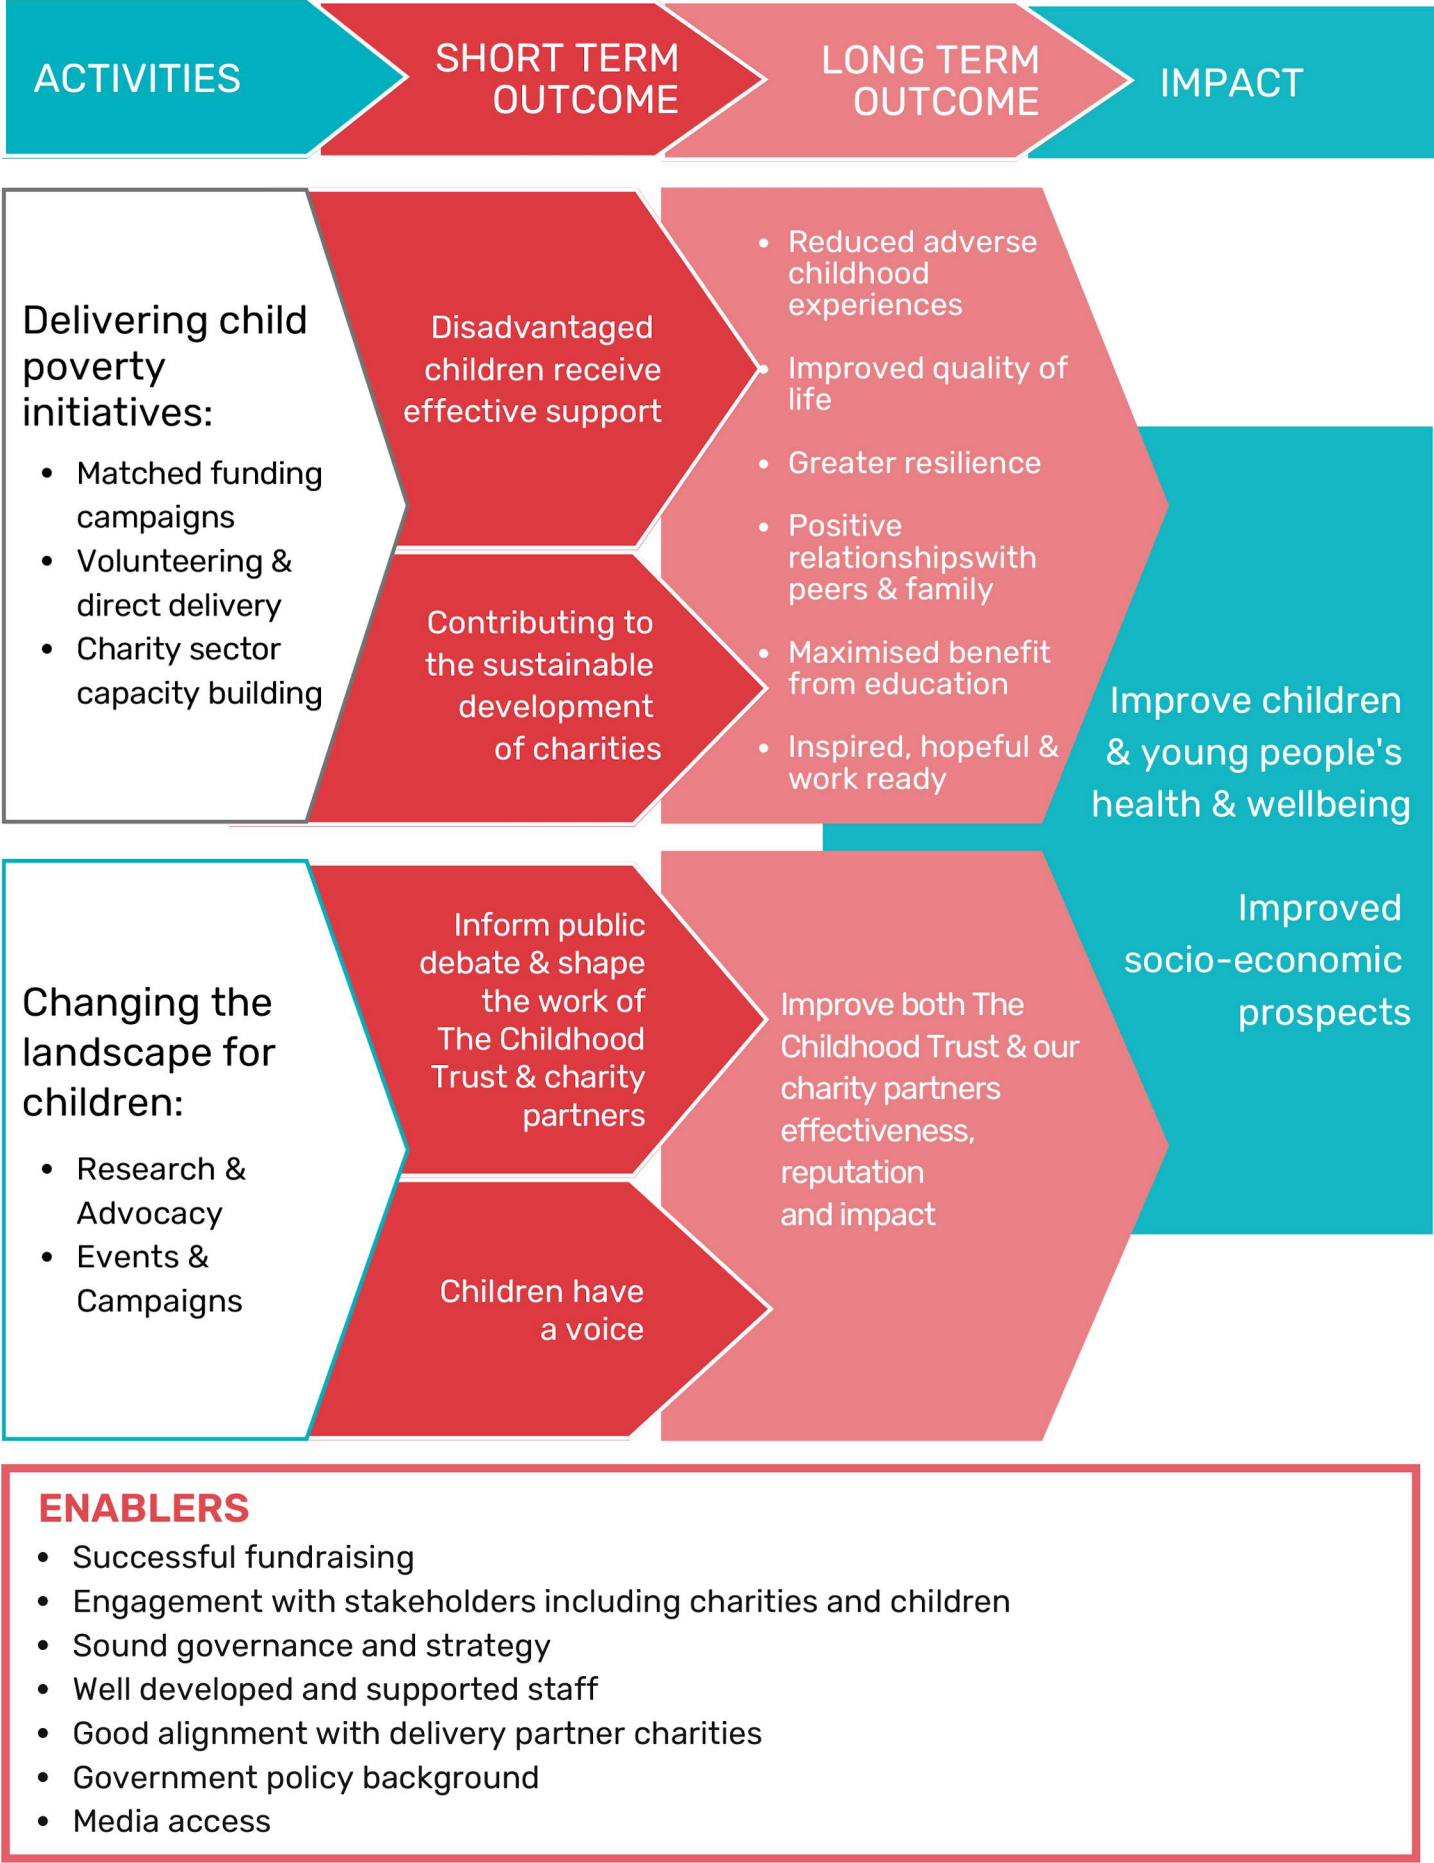 ACTIVITIES
SHORT TERM
OUTCOME
LONG TERM
OUTCOME
IMPACT
Delivering child
poverty
initiatives:
• Matched funding
campaigns
• Volunteering &
direct delivery
• Charity sector
capacity building
Disadvantaged
children receive
effective support
Contributing to
the sustainable
development
of charities
• Reduced adverse
childhood
experiences
• Improved quality of
life
• Greater resilience
• Positive
relationshipswith
peers & family
• Maximised benefit
from education
• Inspired, hopeful &
work ready
Changing the
landscape for
children:
• Research &
Advocacy
• Events &
Campaigns
Inform public
debate & shape
the work of
The Childhood
Trust & charity
partners
Children have
a voice
Improve both The
Childhood Trust & our
charity partners
effectiveness,
reputation
and impact
Improve children
& young people's
health & wellbeing
Improved
socio-economic
prospects
ENABLERS
• Successful fundraising
• Engagement with stakeholders including charities and children
• Sound governance and strategy
• Well developed and supported staff
• Good alignment with delivery partner charities
• Government policy background
• Media access